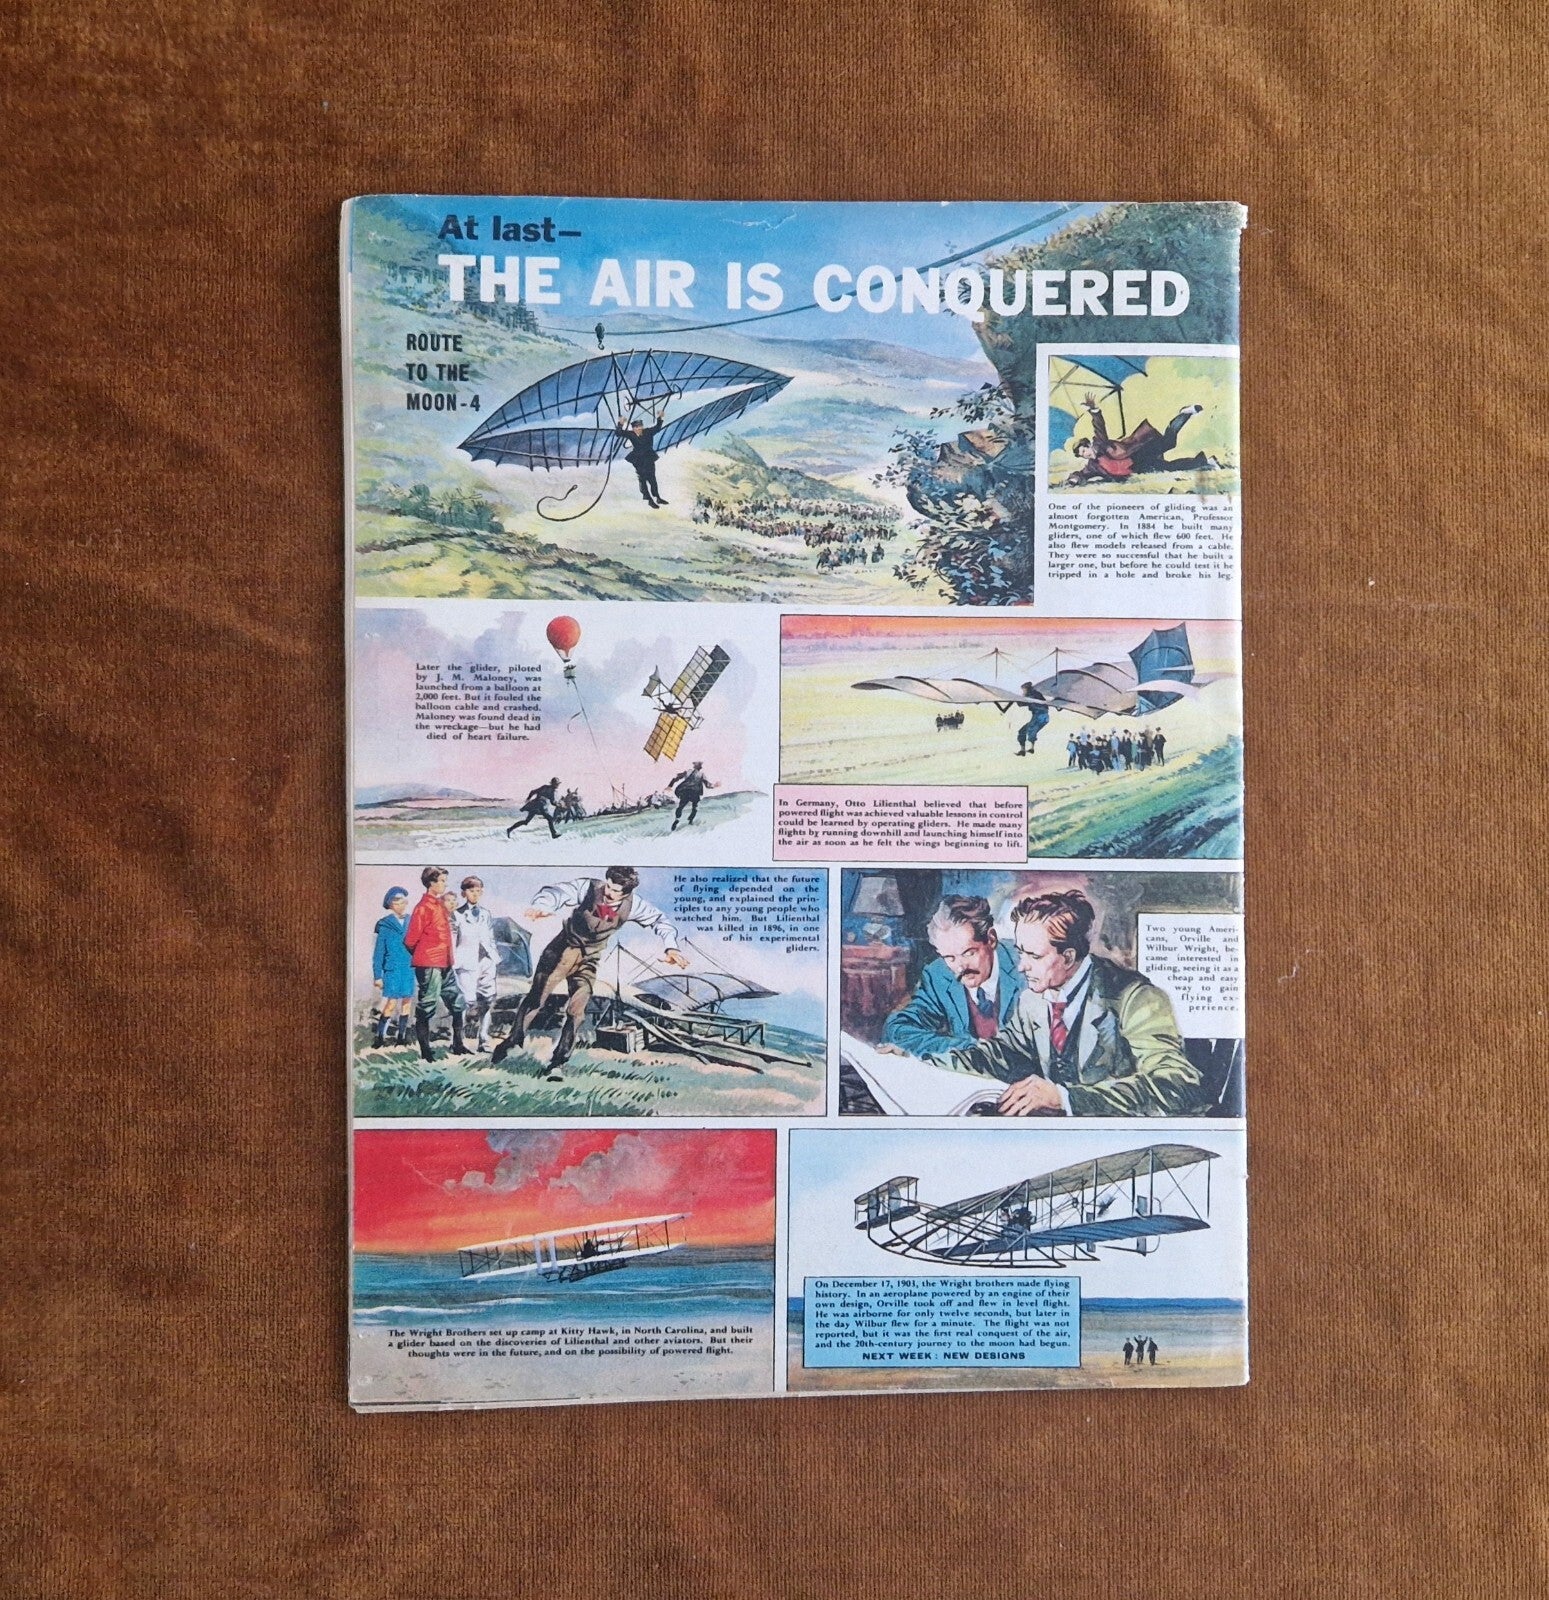 At last—
THE AIR IS CONQUERED
ROUTE
TO THE
MOON-4
One of the pioneers of gliding was an
almost forgotten American, Professor
Montgomery. In 1884 he built many
gliders, one of which flew 600 feet. He
also flew models released from a cable.
They were so successful that he built a
larger one, but before he could test it he
tripped in a hole and broke his leg.
Later the glider, piloted
by J. M. Maloney, was
launched from a balloon at
2,000 feet. But it fouled the
balloon cable and crashed.
Maloney was found dead in
the wreckage—but he had
died of heart failure.
In Germany, Otto Lilienthal believed that before
powered flight was achieved valuable lessons in control
could be learned by operating gliders. He made many
flights by running downhill and launching himself into
the air as soon as he felt the wings beginning to lift.
He also realized that the future
of flying depended on the
young, and explained the prin-
ciples to any young people who
watched him. But Lilienthal
was killed in 1896, in one
of his experimental
gliders.
Two young Ameri-
cans, Orville and
Wilbur Wright, be-
came interested in
gliding, seeing it as a
cheap and easy
way to gain
flying ex-
perience.
The Wright Brothers set up camp at Kitty Hawk, in North Carolina, and built
a glider based on the discoveries of Lilienthal and other aviators. But their
thoughts were in the future, and on the possibility of powered flight.
On December 17, 1903, the Wright brothers made flying
history. In an aeroplane powered by an engine of their
own design, Orville took off and flew in level flight.
He was airborne for only twelve seconds, but later in
the day Wilbur flew for a minute. The flight was not
reported, but it was the first real conquest of the air,
and the 20th-century journey to the moon had begun.
NEXT WEEK: NEW DESIGNS